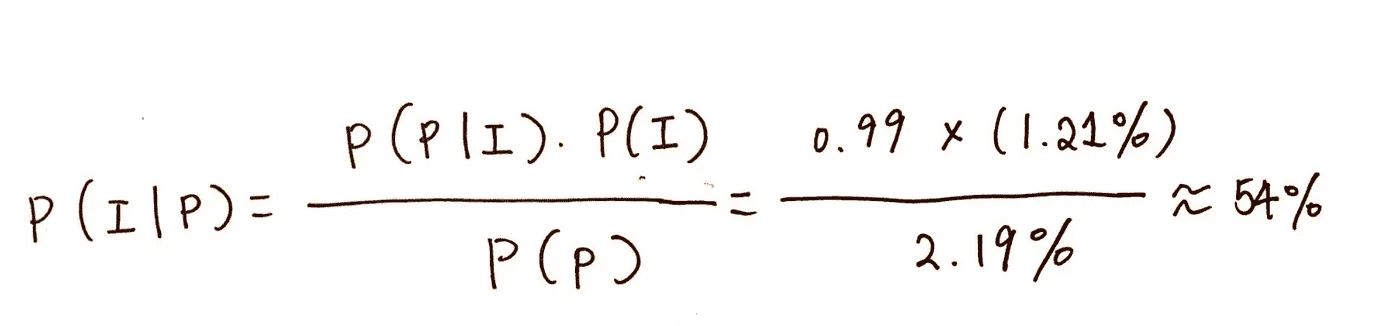 P(I|P) = P(P|I). P(I) / P(P) = 0.99 x (1.21%) / 2.19% ≈ 54%